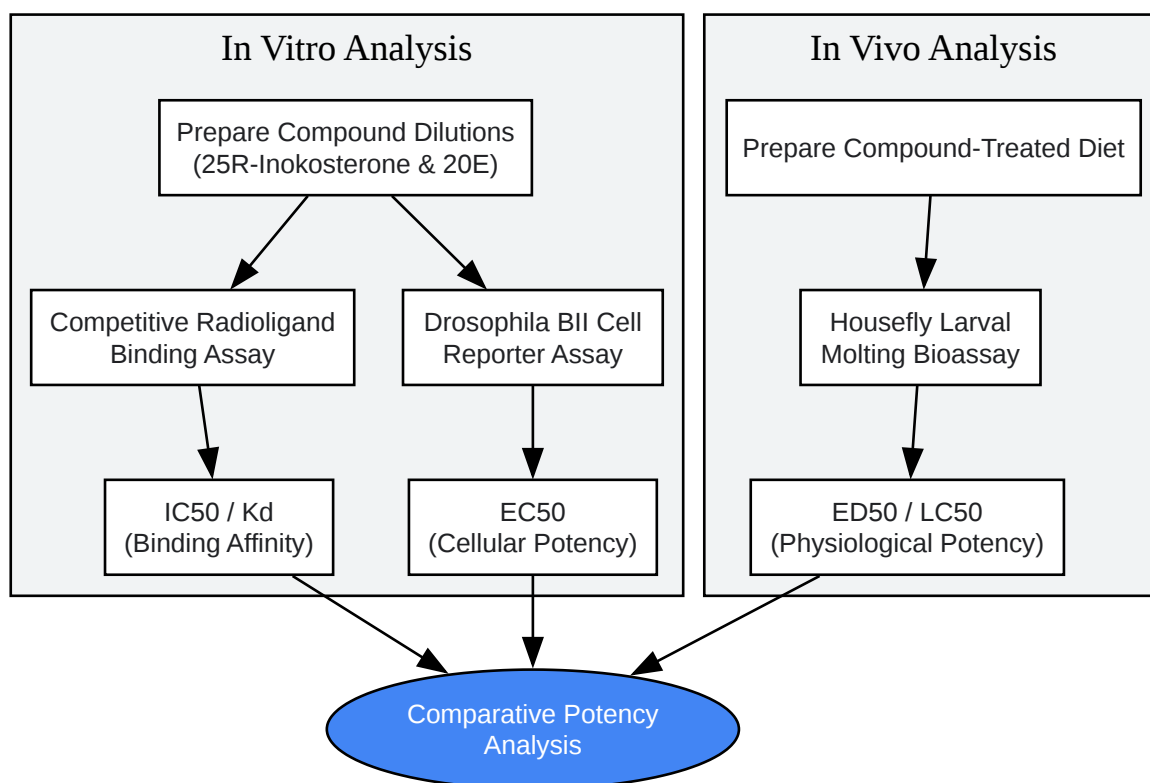 In Vitro Analysis
Prepare Compound Dilutions
(25R-Inokosterone & 20E)
Competitive Radioligand
Binding Assay
Drosophila BII Cell
Reporter Assay
IC50 / Kd
(Binding Affinity)
EC50
(Cellular Potency)
In Vivo Analysis
Prepare Compound-Treated Diet
Housefly Larval
Molting Bioassay
ED50 / LC50
(Physiological Potency)
Comparative Potency
Analysis